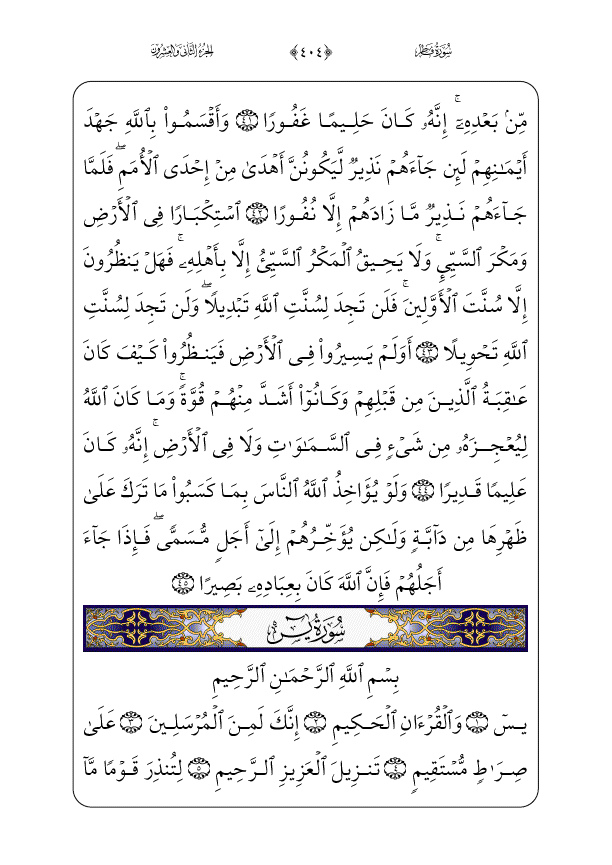 سُورَةُ فَاطِرٍ ﴿٤٠٤﴾ الجُزْءُ الثَّانِي وَالعِشْرُون
مِّنۢ بَعۡدِهِۦٓۚ إِنَّهُۥ كَانَ حَلِيمًا غَفُورٗا ٤١ وَأَقۡسَمُواْ بِٱللَّهِ جَهۡدَ
أَيۡمَٰنِهِمۡ لَئِن جَآءَهُمۡ نَذِيرٞ لَّيَكُونُنَّ أَهۡدَىٰ مِنۡ إِحۡدَى ٱلۡأُمَمِۖ فَلَمَّا
جَآءَهُمۡ نَذِيرٞ مَّا زَادَهُمۡ إِلَّا نُفُورًا ٤٢ ٱسۡتِكۡبَارٗا فِي ٱلۡأَرۡضِ
وَمَكۡرَ ٱلسَّيِّيِٕۚ وَلَا يَحِيقُ ٱلۡمَكۡرُ ٱلسَّيِّئُ إِلَّا بِأَهۡلِهِۦۚ فَهَلۡ يَنظُرُونَ
إِلَّا سُنَّتَ ٱلۡأَوَّلِينَۚ فَلَن تَجِدَ لِسُنَّتِ ٱللَّهِ تَبۡدِيلٗاۖ وَلَن تَجِدَ لِسُنَّتِ
ٱللَّهِ تَحۡوِيلًا ٤٣ أَوَلَمۡ يَسِيرُواْ فِي ٱلۡأَرۡضِ فَيَنظُرُواْ كَيۡفَ كَانَ
عَٰقِبَةُ ٱلَّذِينَ مِن قَبۡلِهِمۡ وَكَانُوٓاْ أَشَدَّ مِنۡهُمۡ قُوَّةٗۚ وَمَا كَانَ ٱللَّهُ
لِيُعۡجِزَهُۥ مِن شَيۡءٖ فِي ٱلسَّمَٰوَٰتِ وَلَا فِي ٱلۡأَرۡضِۚ إِنَّهُۥ كَانَ
عَلِيمٗا قَدِيرٗا ٤٤ وَلَوۡ يُؤَاخِذُ ٱللَّهُ ٱلنَّاسَ بِمَا كَسَبُواْ مَا تَرَكَ عَلَىٰ
ظَهۡرِهَا مِن دَآبَّةٖ وَلَٰكِن يُؤَخِّرُهُمۡ إِلَىٰٓ أَجَلٖ مُّسَمّٗىۖ فَإِذَا جَآءَ
أَجَلُهُمۡ فَإِنَّ ٱللَّهَ كَانَ بِعِبَادِهِۦ بَصِيرَۢا ٤٥
سُورَةُ يسٓ
بِسۡمِ ٱللَّهِ ٱلرَّحۡمَٰنِ ٱلرَّحِيمِ
يسٓ ١ وَٱلۡقُرۡءَانِ ٱلۡحَكِيمِ ٢ إِنَّكَ لَمِنَ ٱلۡمُرۡسَلِينَ ٣ عَلَىٰ
صِرَٰطٖ مُّسۡتَقِيمٖ ٤ تَنزِيلَ ٱلۡعَزِيزِ ٱلرَّحِيمِ ٥ لِتُنذِرَ قَوۡمٗا مَّآ